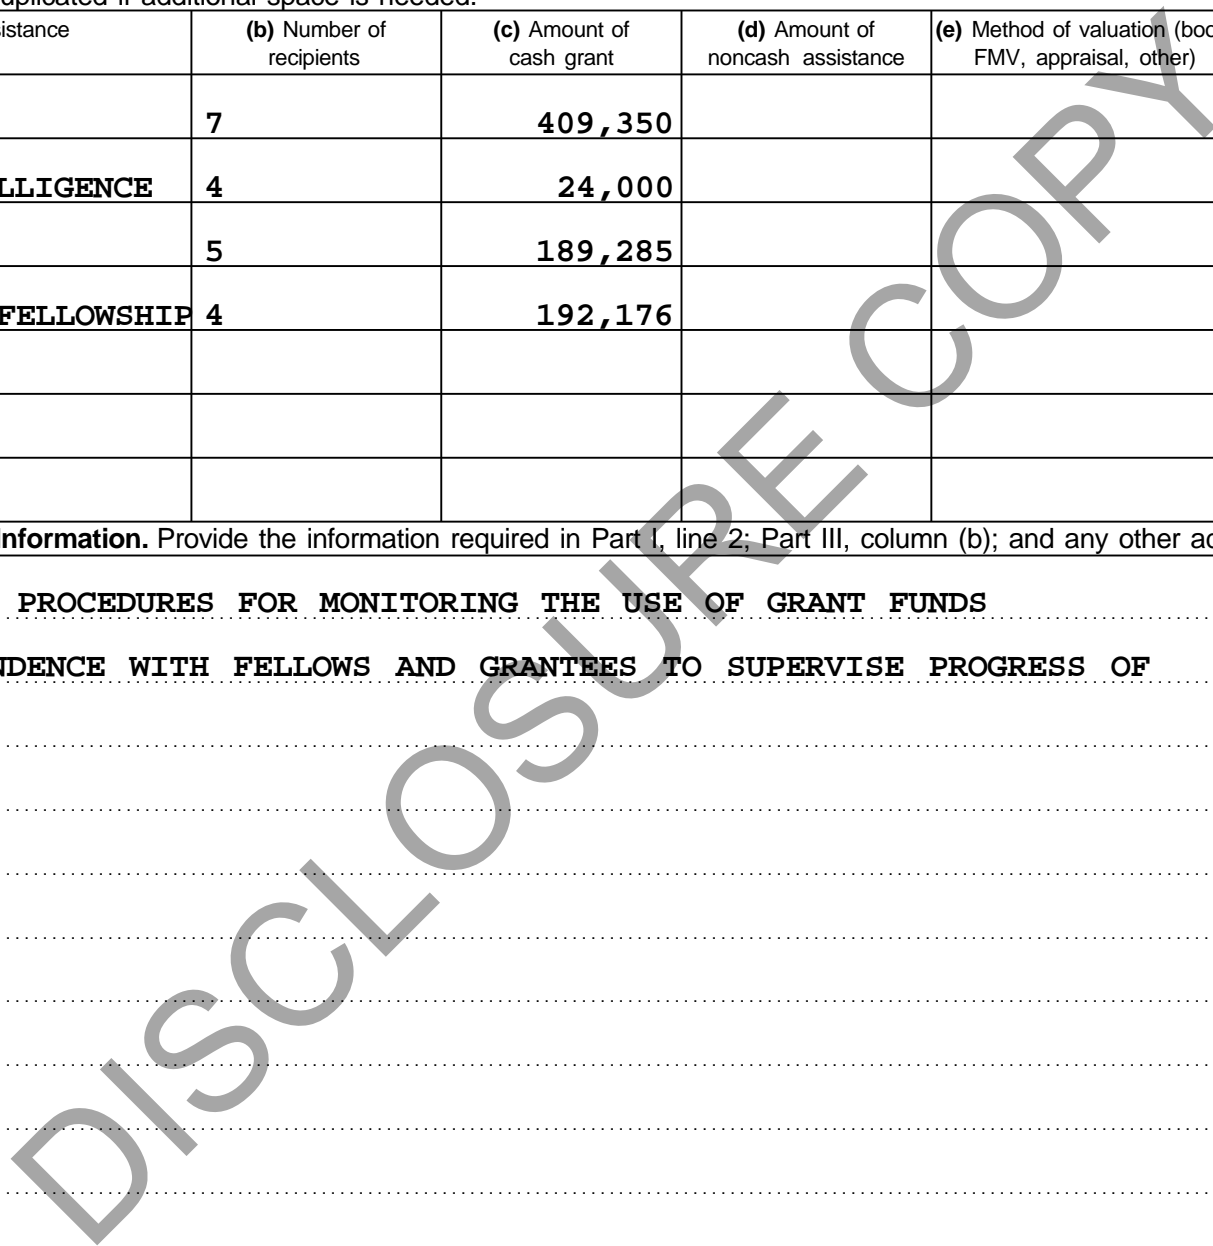 uplicated if additional space is needed.
istance (b) Number of recipients (c) Amount of cash grant (d) Amount of noncash assistance (e) Method of valuation (boo FMV, appraisal, other)
7 409,350
LLIGENCE 4 24,000
5 189,285
FELLOWSHIP 4 192,176
Information. Provide the information required in Part I, line 2; Part III, column (b); and any other ad
PROCEDURES FOR MONITORING THE USE OF GRANT FUNDS
NDENCE WITH FELLOWS AND GRANTEES TO SUPERVISE PROGRESS OF
DISCLOSURE COPY